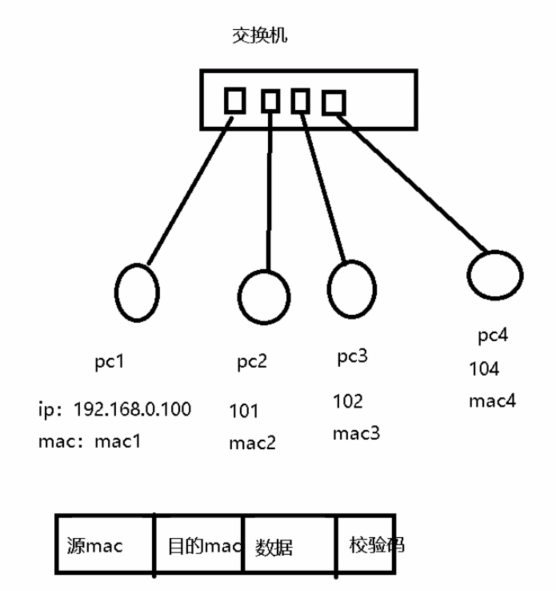 交换机
pc1
pc2
pc3
pc4
ip：192.168.0.100
mac：mac1
101
mac2
102
mac3
104
mac4
源mac
目的mac
数据
校验码